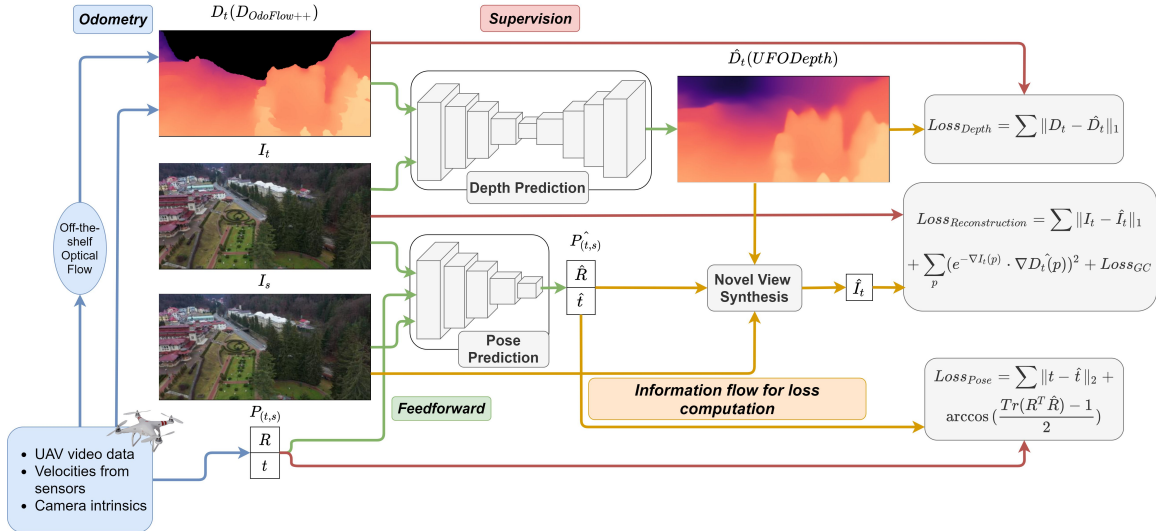 Odometry
D_t(D_{OdoFlow++})
Supervision
\hat{D}_t(UFODepth)
Loss_{Depth} = \sum \|D_t - \hat{D}_t\|_1
I_t
Depth Prediction
Off-the-
shelf
Optical
Flow
Loss_{Reconstruction} = \sum \|I_t - \hat{I}_t\|_1
+ \sum_p (e^{-\nabla I_t(p)} \cdot \nabla \hat{D_t}(p))^2 + Loss_{GC}
I_s
\hat{P_{(t,s)}}
\hat{R}
\hat{t}
Novel View
Synthesis
\hat{I}_t
Pose
Prediction
Information flow for loss
computation
Loss_{Pose} = \sum \|t - \hat{t}\|_2 +
\arccos(\frac{Tr(R^T \hat{R}) - 1}{2})
Feedforward
P_{(t,s)}
R
t
• UAV video data
• Velocities from
sensors
• Camera intrinsics